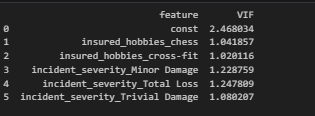 feature VIF
0 const 2.468034
1 insured_hobbies_chess 1.041857
2 insured_hobbies_cross-fit 1.020116
3 incident_severity_Minor Damage 1.228759
4 incident_severity_Total Loss 1.247809
5 incident_severity_Trivial Damage 1.080207